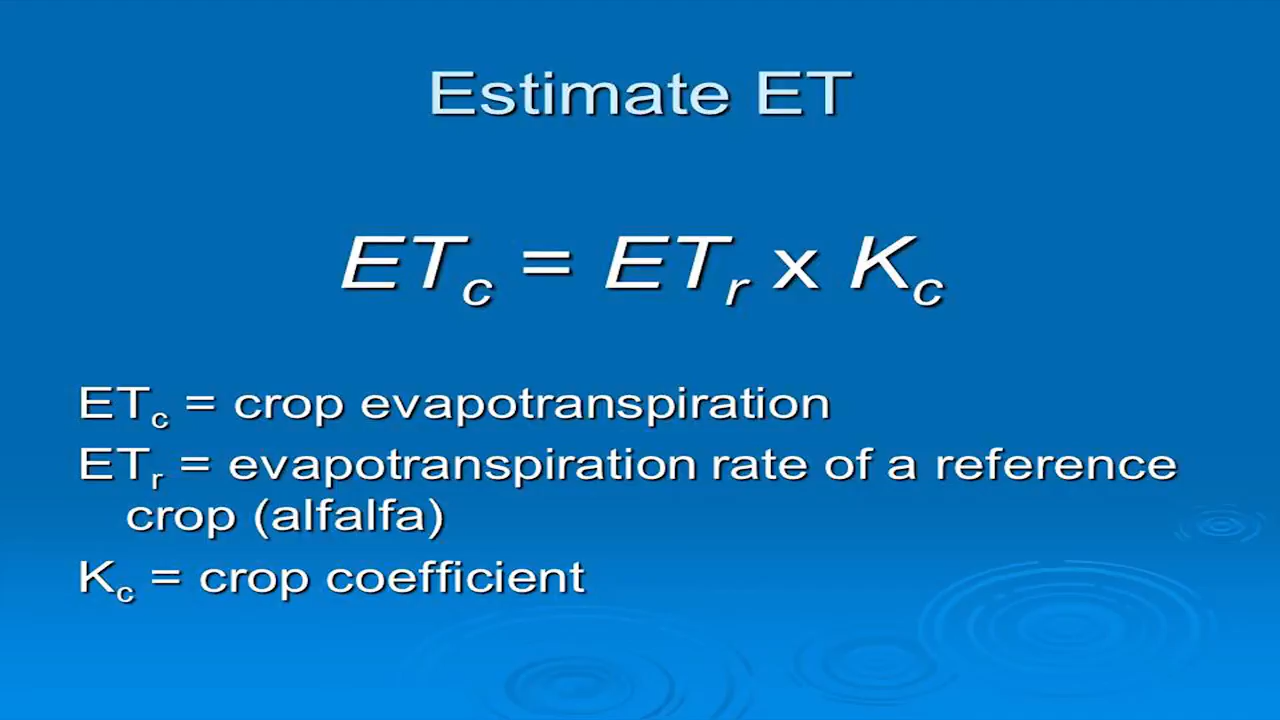 Estimate ET
ETc = ETr x Kc
ETc = crop evapotranspiration
ETr = evapotranspiration rate of a reference
crop (alfalfa)
Kc = crop coefficient